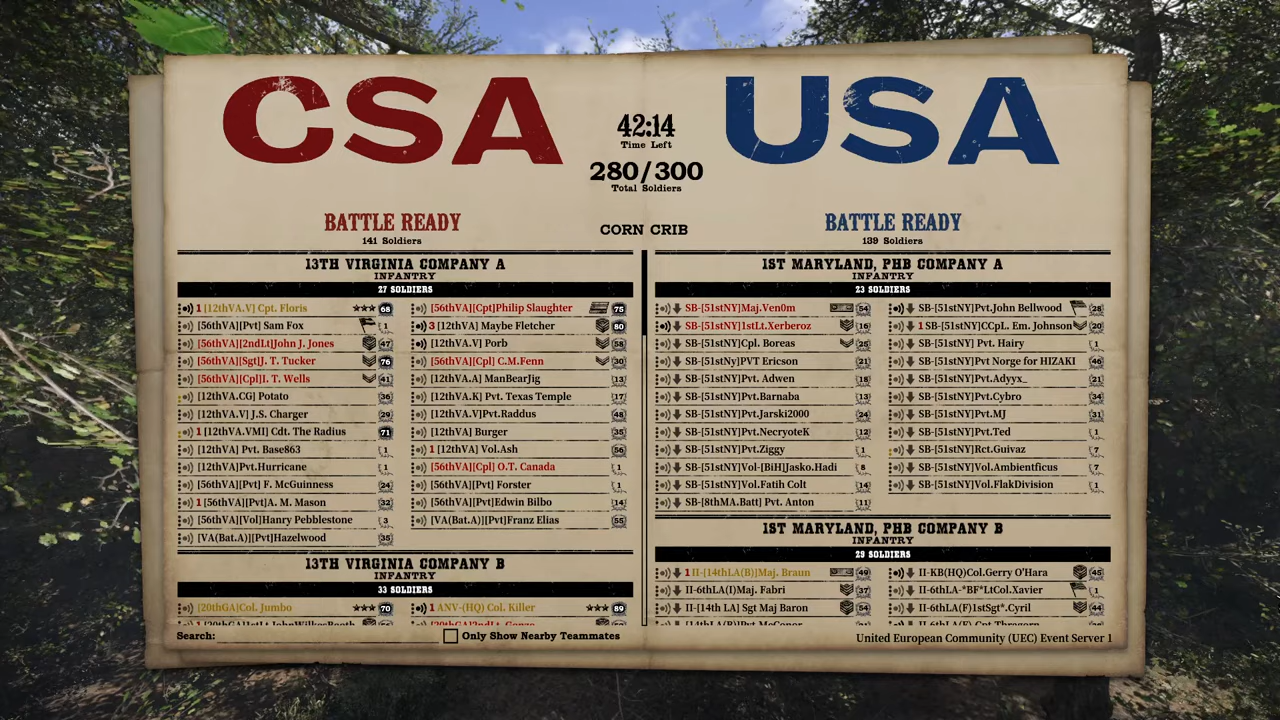 CSA
USA
42:14
Time Left
280/300
Total Soldiers
BATTLE READY
141 Soldiers
CORN CRIB
BATTLE READY
139 Soldiers
13TH VIRGINIA COMPANY A
INFANTRY
27 SOLDIERS
1 [12thVA.V] Cpt. Floris 68
[56thVA][Cpt]Philip Slaughter 75
[56thVA][Pvt] Sam Fox 1
3 [12thVA] Maybe Fletcher 80
[56thVA][2ndLt]John J. Jones 47
[12thVA.V] Porb 58
[56thVA][Sgt]J. T. Tucker 76
[56thVA][Cpl] C.M.Fenn 30
[56thVA][Cpl]I. T. Wells 41
[12thVA.A] ManBearJig 13
[12thVA.CG] Potato 36
[12thVA.K] Pvt. Texas Temple 17
[12thVA.V] J.S. Charger 29
[12thVA.V]Pvt.Raddus 48
1 [12thVA.VMI] Cdt. The Radius 71
[12thVA] Burger 35
[12thVA] Pvt. Base863 1
1 [12thVA] Vol.Ash 56
[12thVA]Pvt.Hurricane 1
[56thVA][Cpl] O.T. Canada 1
[56thVA][Pvt] F. McGuinness 24
[56thVA][Pvt] Forster 1
1 [56thVA][Pvt]A. M. Mason 32
[56thVA][Pvt]Edwin Bilbo 14
[56thVA][Vol]Hanry Pebblestone 3
[VA(Bat.A)][Pvt]Franz Elias 55
[VA(Bat.A)][Pvt]Hazelwood 35
13TH VIRGINIA COMPANY B
INFANTRY
33 SOLDIERS
[20thGA]Col. Jumbo 70
1 ANV-(HQ) Col. Killer 89
1ST MARYLAND, PHB COMPANY A
INFANTRY
23 SOLDIERS
SB-[51stNY]Maj.Ven0m 54
SB-[51stNY]Pvt.John Bellwood 28
SB-[51stNY]1stLt.Xerberoz 16
1 SB-[51stNY]CCpL. Em. Johnson 20
SB-[51stNY]Cpl. Boreas 25
SB-[51stNY] Pvt. Hairy 1
SB-[51stNy]PVT Ericson 21
SB-[51stNY]Pvt Norge for HIZAKI 46
SB-[51stNY]Pvt. Adwen 18
SB-[51stNY]Pvt.Adyyx_ 21
SB-[51stNY]Pvt.Barnaba 13
SB-[51stNY]Pvt.Cybro 34
SB-[51stNY]Pvt.Jarski2000 24
SB-[51stNY]Pvt.MJ 31
SB-[51stNY]Pvt.NecryoteK 12
SB-[51stNY]Pvt.Ted 1
SB-[51stNY]Pvt.Ziggy 1
SB-[51stNY]Rct.Guivaz 7
SB-[51stNY]Vol-[BiH]Jasko.Hadi 8
SB-[51stNY]Vol.Ambientficus 7
SB-[51stNY]Vol.Fatih Colt 14
SB-[51stNY]Vol.FlakDivision 1
SB-[8thMA.Batt] Pvt. Anton 11
1ST MARYLAND, PHB COMPANY B
INFANTRY
29 SOLDIERS
1 II-[14thLA(B)]Maj. Braun 49
II-KB(HQ)Col.Gerry O'Hara 45
II-6thLA(I)Maj. Fabri 37
II-6thLA-*BF*LtCol.Xavier 1
II-[14th LA] Sgt Maj Baron 54
II-6thLA(F)1stSgt*.Cyril 44
Search:
Only Show Nearby Teammates
United European Community (UEC) Event Server 1